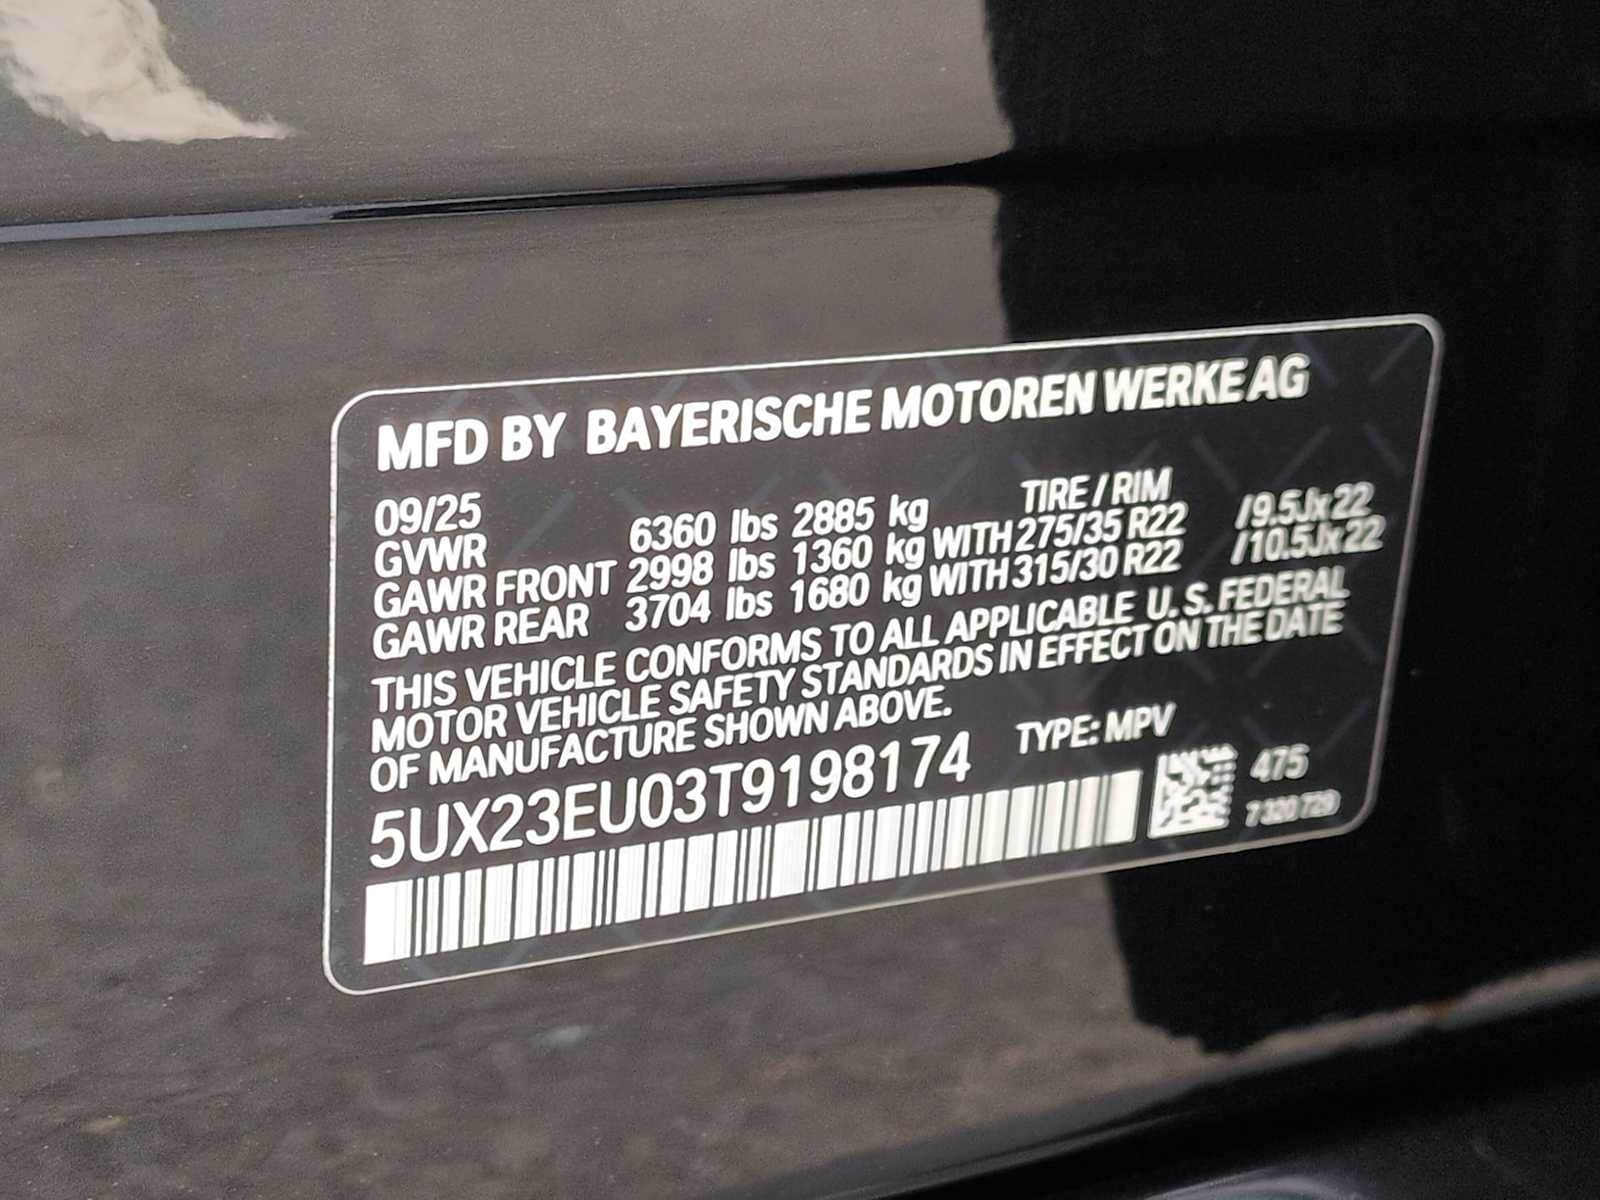 MFD BY BAYERISCHE MOTOREN WERKE AG
09/25 TIRE / RIM
GVWR 6360 lbs 2885 kg
GAWR FRONT 2998 lbs 1360 kg WITH 275/35 R22 /9.5Jx22
GAWR REAR 3704 lbs 1680 kg WITH 315/30 R22 /10.5Jx22
THIS VEHICLE CONFORMS TO ALL APPLICABLE U. S. FEDERAL
MOTOR VEHICLE SAFETY STANDARDS IN EFFECT ON THE DATE
OF MANUFACTURE SHOWN ABOVE.
5UX23EU03T9198174 TYPE: MPV
475
7 320 729